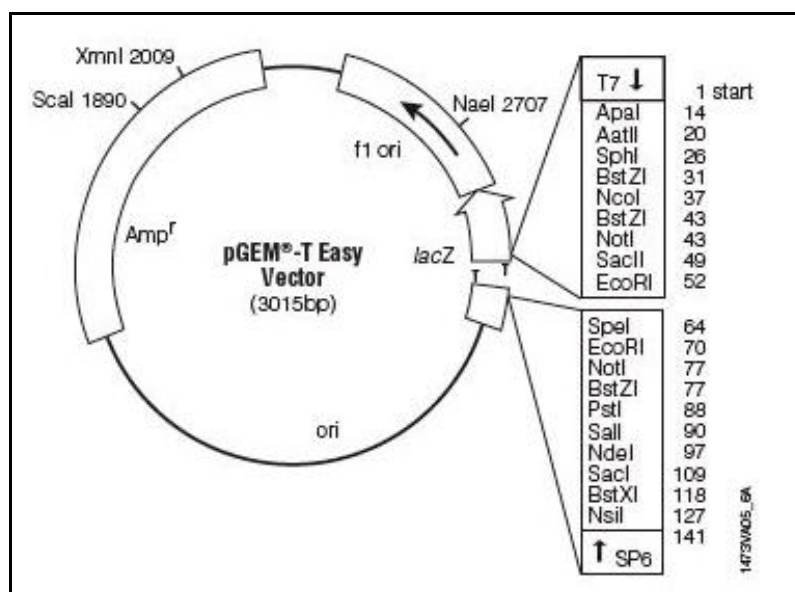 XmnI 2009
ScaI 1890
NaeI 2707
f1 ori
Ampr
pGEM®-T Easy
Vector
(3015bp)
lacZ
T T
ori
T7 ↓
1 start
ApaI 14
AatII 20
SphI 26
BstZI 31
NcoI 37
BstZI 43
NotI 43
SacII 49
EcoRI 52
SpeI 64
EcoRI 70
NotI 77
BstZI 77
PstI 88
SalI 90
NdeI 97
SacI 109
BstXI 118
NsiI 127
141
↑ SP6
1473VA05_6A